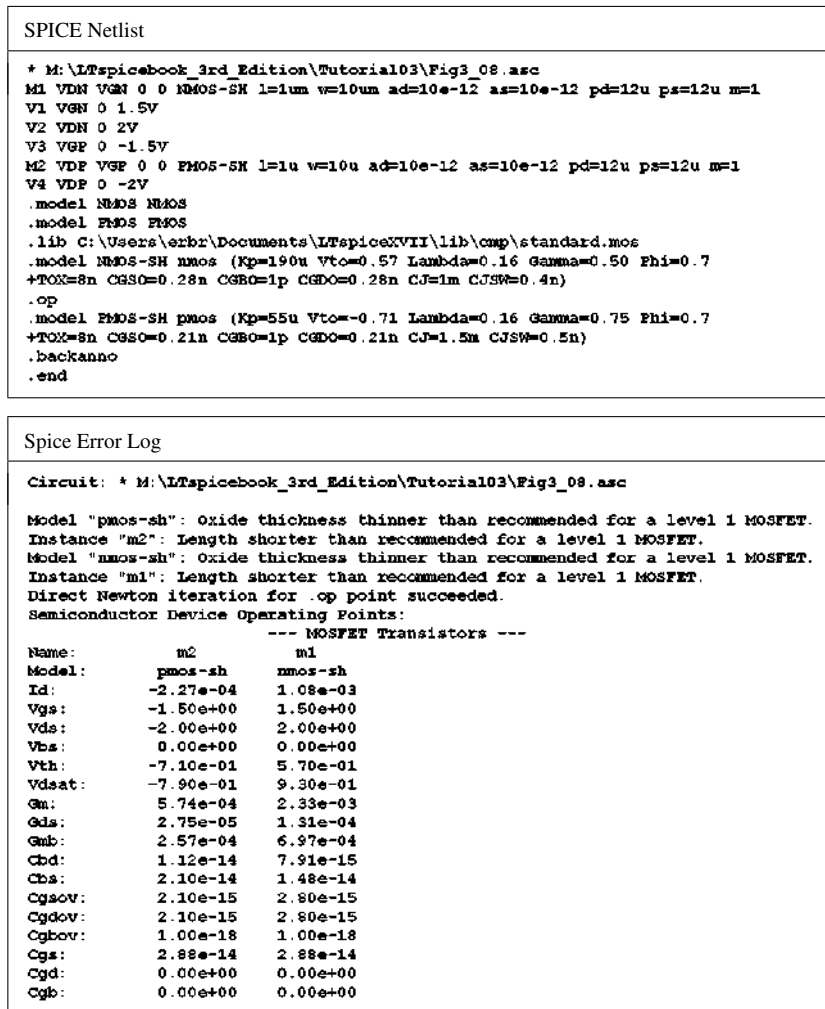 SPICE Netlist
* M:\LTspicebook_3rd_Edition\Tutorial03\Fig3_08.asc
M1 VDN VGN 0 0 NMOS-SH l=1um w=10um ad=10e-12 as=10e-12 pd=12u ps=12u m=1
V1 VGN 0 1.5V
V2 VDN 0 2V
V3 VGP 0 -1.5V
M2 VDP VGP 0 0 PMOS-SH l=1u w=10u ad=10e-12 as=10e-12 pd=12u ps=12u m=1
V4 VDP 0 -2V
.model NMOS NMOS
.model PMOS PMOS
.lib C:\Users\erbr\Documents\LTspiceXVII\lib\cmp\standard.mos
.model NMOS-SH nmos (Kp=190u Vto=0.57 Lambda=0.16 Gamma=0.50 Phi=0.7
+TOX=8n CGSO=0.28n CGBO=1p CGDO=0.28n CJ=1m CJSW=0.4n)
.op
.model PMOS-SH pmos (Kp=55u Vto=-0.71 Lambda=0.16 Gamma=0.75 Phi=0.7
+TOX=8n CGSO=0.21n CGBO=1p CGDO=0.21n CJ=1.5m CJSW=0.5n)
.backanno
.end
Spice Error Log
Circuit: * M:\LTspicebook_3rd_Edition\Tutorial03\Fig3_08.asc
Model "pmos-sh": Oxide thickness thinner than recommended for a level 1 MOSFET.
Instance "m2": Length shorter than recommended for a level 1 MOSFET.
Model "nmos-sh": Oxide thickness thinner than recommended for a level 1 MOSFET.
Instance "m1": Length shorter than recommended for a level 1 MOSFET.
Direct Newton iteration for .op point succeeded.
Semiconductor Device Operating Points:
--- MOSFET Transistors ---
Name: m2 m1
Model: pmos-sh nmos-sh
Id: -2.27e-04 1.08e-03
Vgs: -1.50e+00 1.50e+00
Vds: -2.00e+00 2.00e+00
Vbs: 0.00e+00 0.00e+00
Vth: -7.10e-01 5.70e-01
Vdsat: -7.90e-01 9.30e-01
Gm: 5.74e-04 2.33e-03
Gds: 2.75e-05 1.31e-04
Gmb: 2.57e-04 6.97e-04
Cbd: 1.12e-14 7.91e-15
Cbs: 2.10e-14 1.48e-14
Cgsov: 2.10e-15 2.80e-15
Cgdov: 2.10e-15 2.80e-15
Cgbov: 1.00e-18 1.00e-18
Cgs: 2.88e-14 2.88e-14
Cgd: 0.00e+00 0.00e+00
Cgb: 0.00e+00 0.00e+00